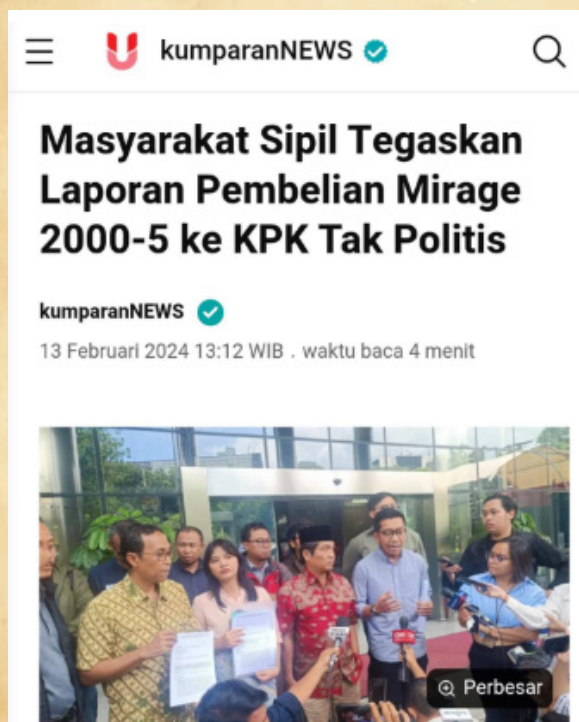 kumparanNEWS
Masyarakat Sipil Tegaskan
Laporan Pembelian Mirage
2000-5 ke KPK Tak Politis
kumparanNEWS
13 Februari 2024 13:12 WIB . waktu baca 4 menit
Perbesar